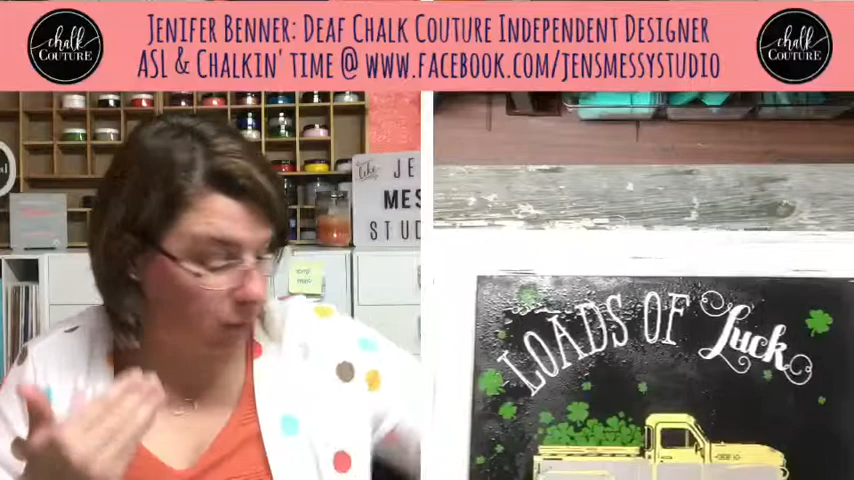 JENIFER BENNER: DEAF CHALK COUTURE INDEPENDENT DESIGNER
ASL & CHALKIN' TIME @ WWW.FACEBOOK.COM/JENSMESSYSTUDIO
chalk
COUTURE
chalk
COUTURE
JE
MES
STUD
LOADS OF Luck